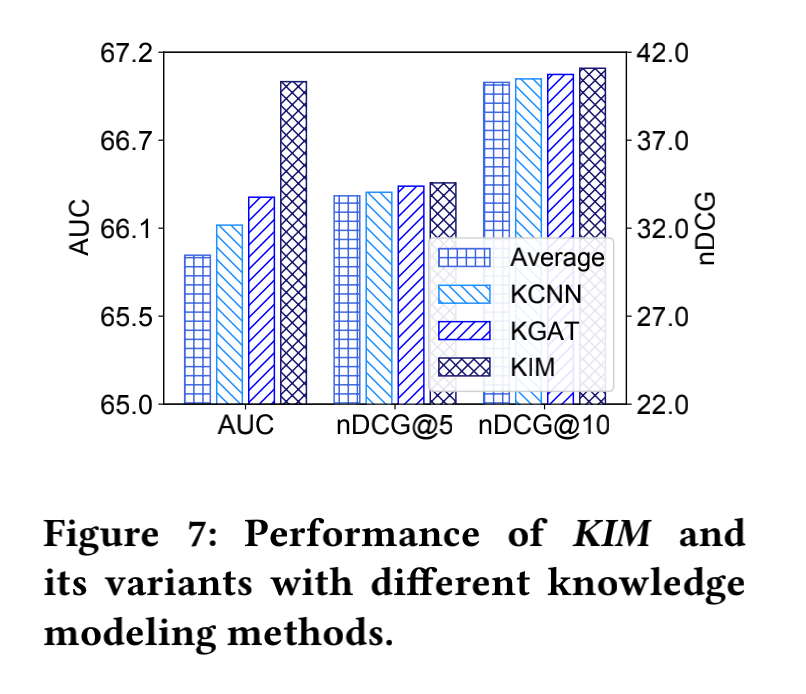 67.2
66.7
66.1
65.5
65.0
AUC
42.0
37.0
32.0
27.0
22.0
nDCG
Average
KCNN
KGAT
KIM
AUC
nDCG@5
nDCG@10
Figure 7: Performance of KIM and
its variants with different knowledge
modeling methods.